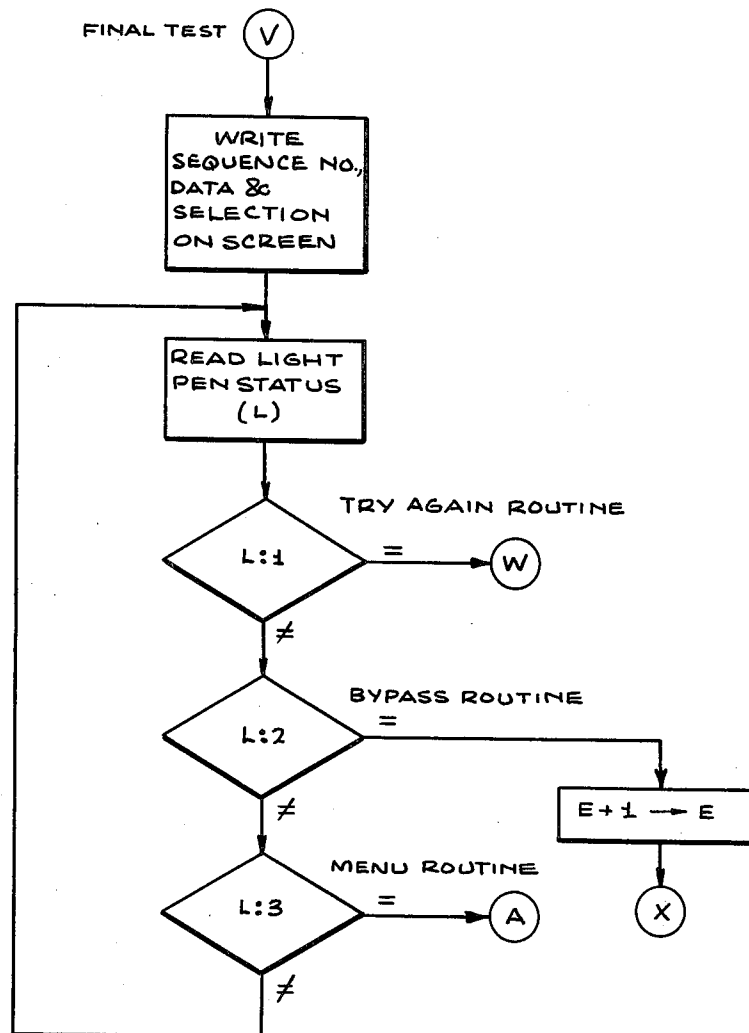 FINAL TEST
V
WRITE
SEQUENCE NO.,
DATA &
SELECTION
ON SCREEN
READ LIGHT
PEN STATUS
(L)
TRY AGAIN ROUTINE
L:1
=
W
≠
BYPASS ROUTINE
L:2
=
≠
E+1 → E
MENU ROUTINE
L:3
=
A
X
≠